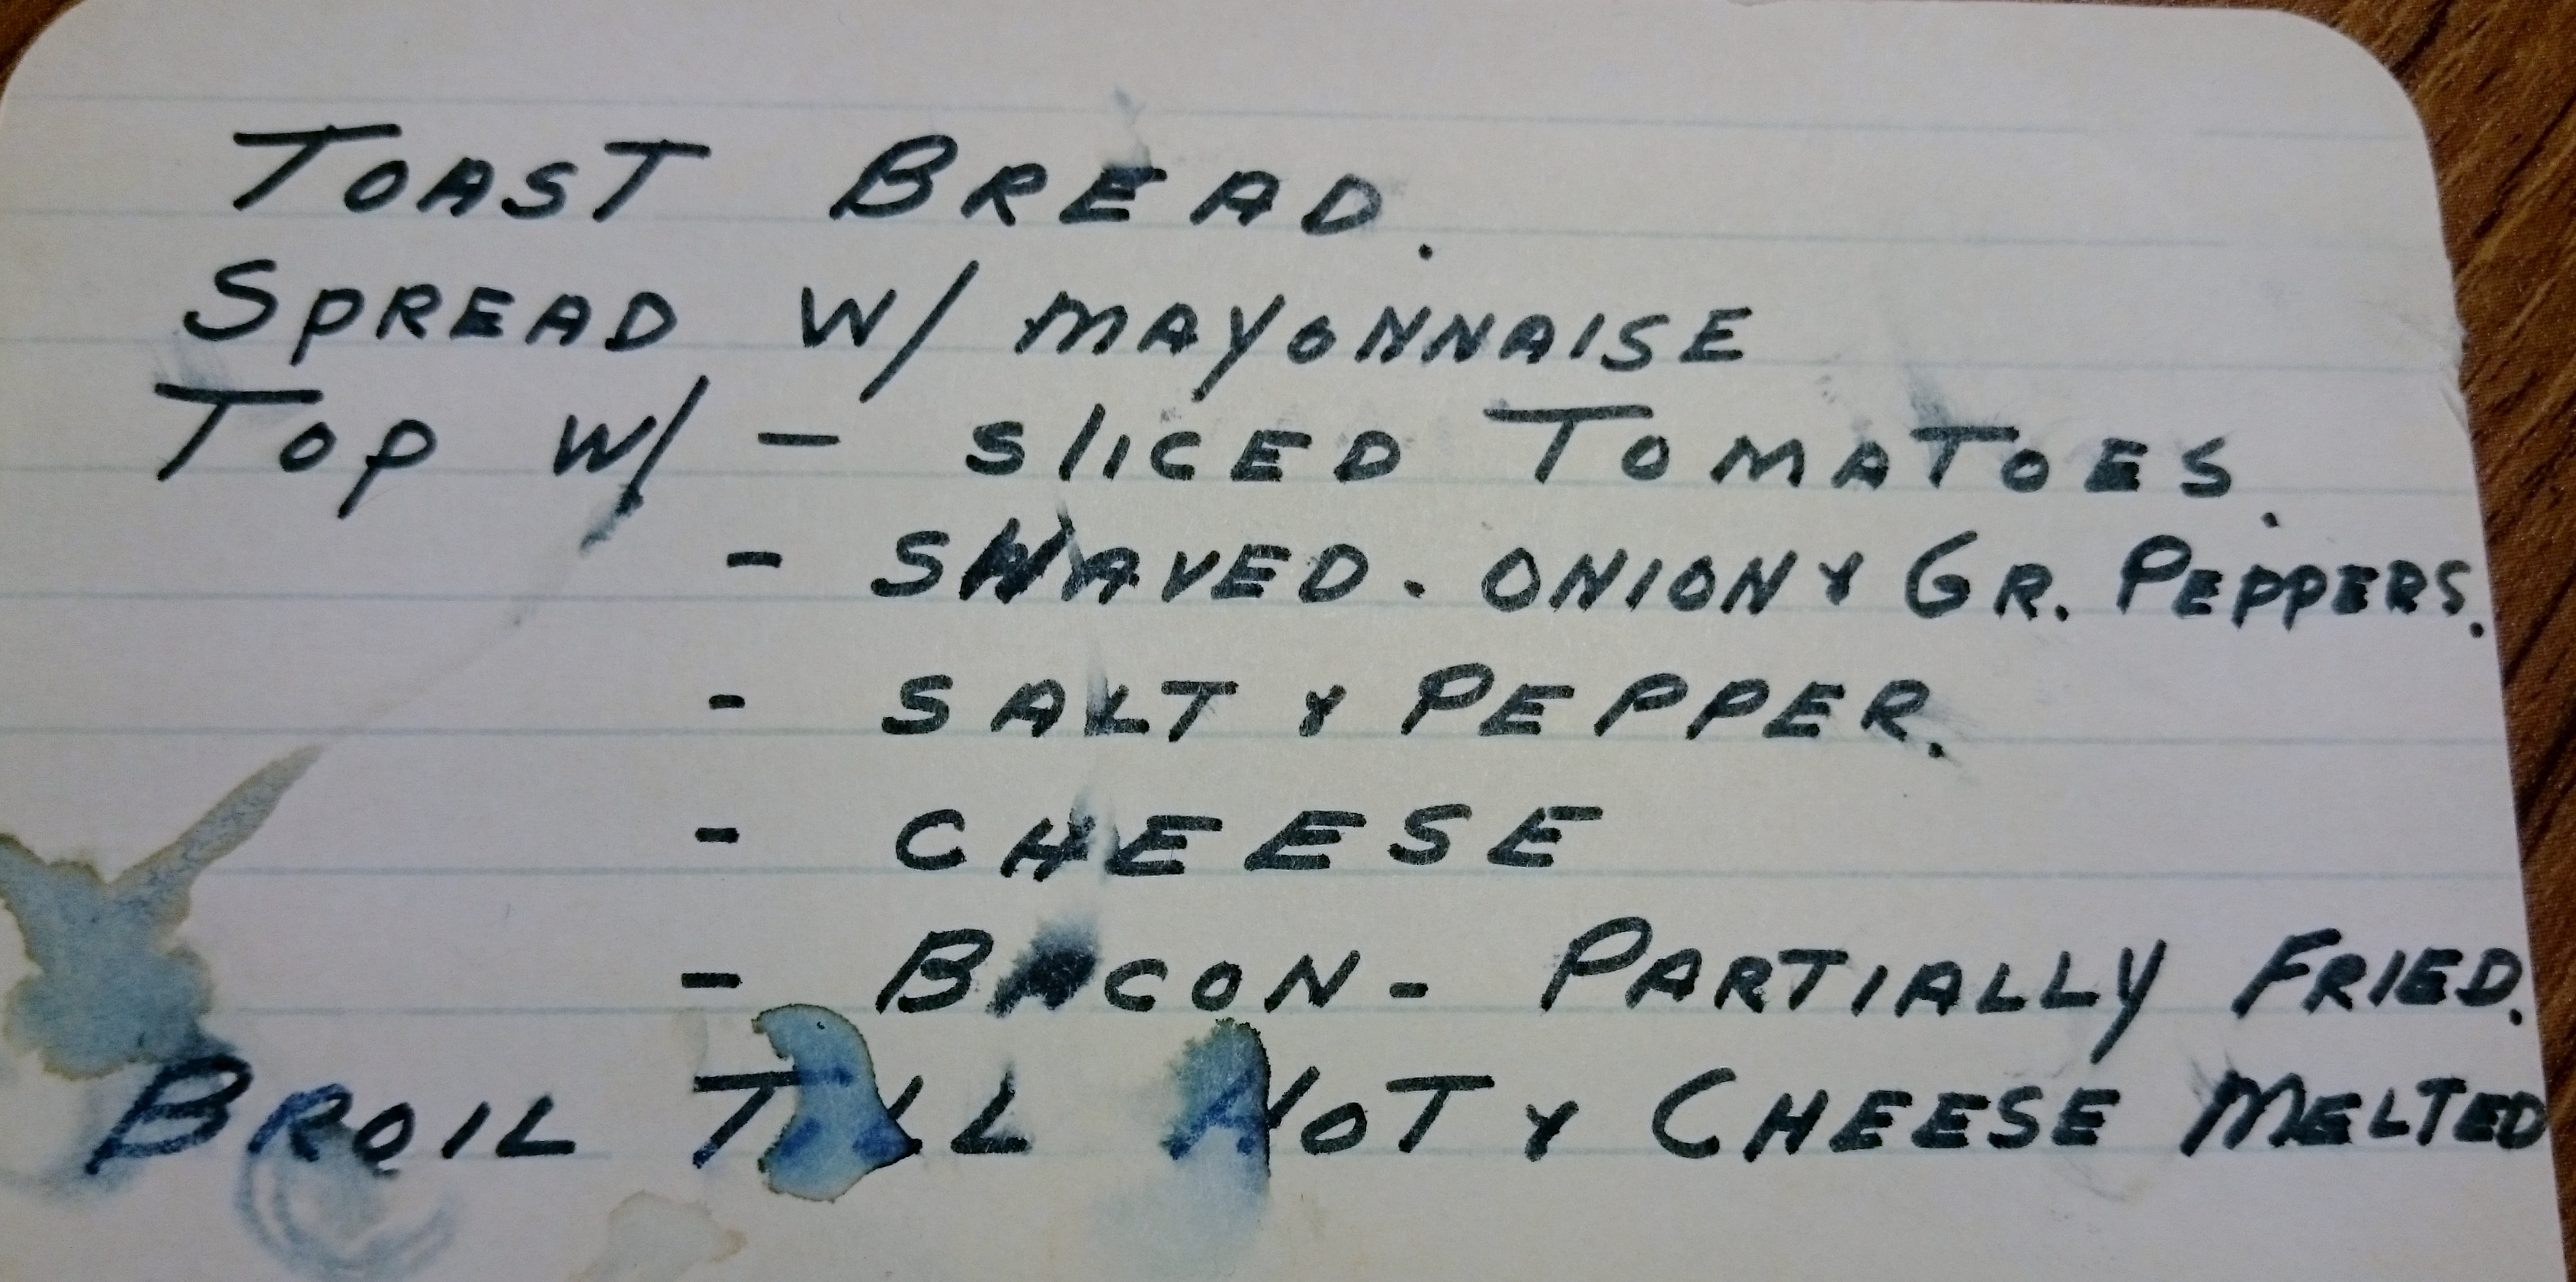 TOAST BREAD.
SPREAD W/ MAYONNAISE
TOP W/ - SLICED TOMATOES.
- SHAVED. ONION & GR. PEPPERS.
- SALT & PEPPER.
- CHEESE
- BACON - PARTIALLY FRIED.
BROIL TILL HOT & CHEESE MELTED